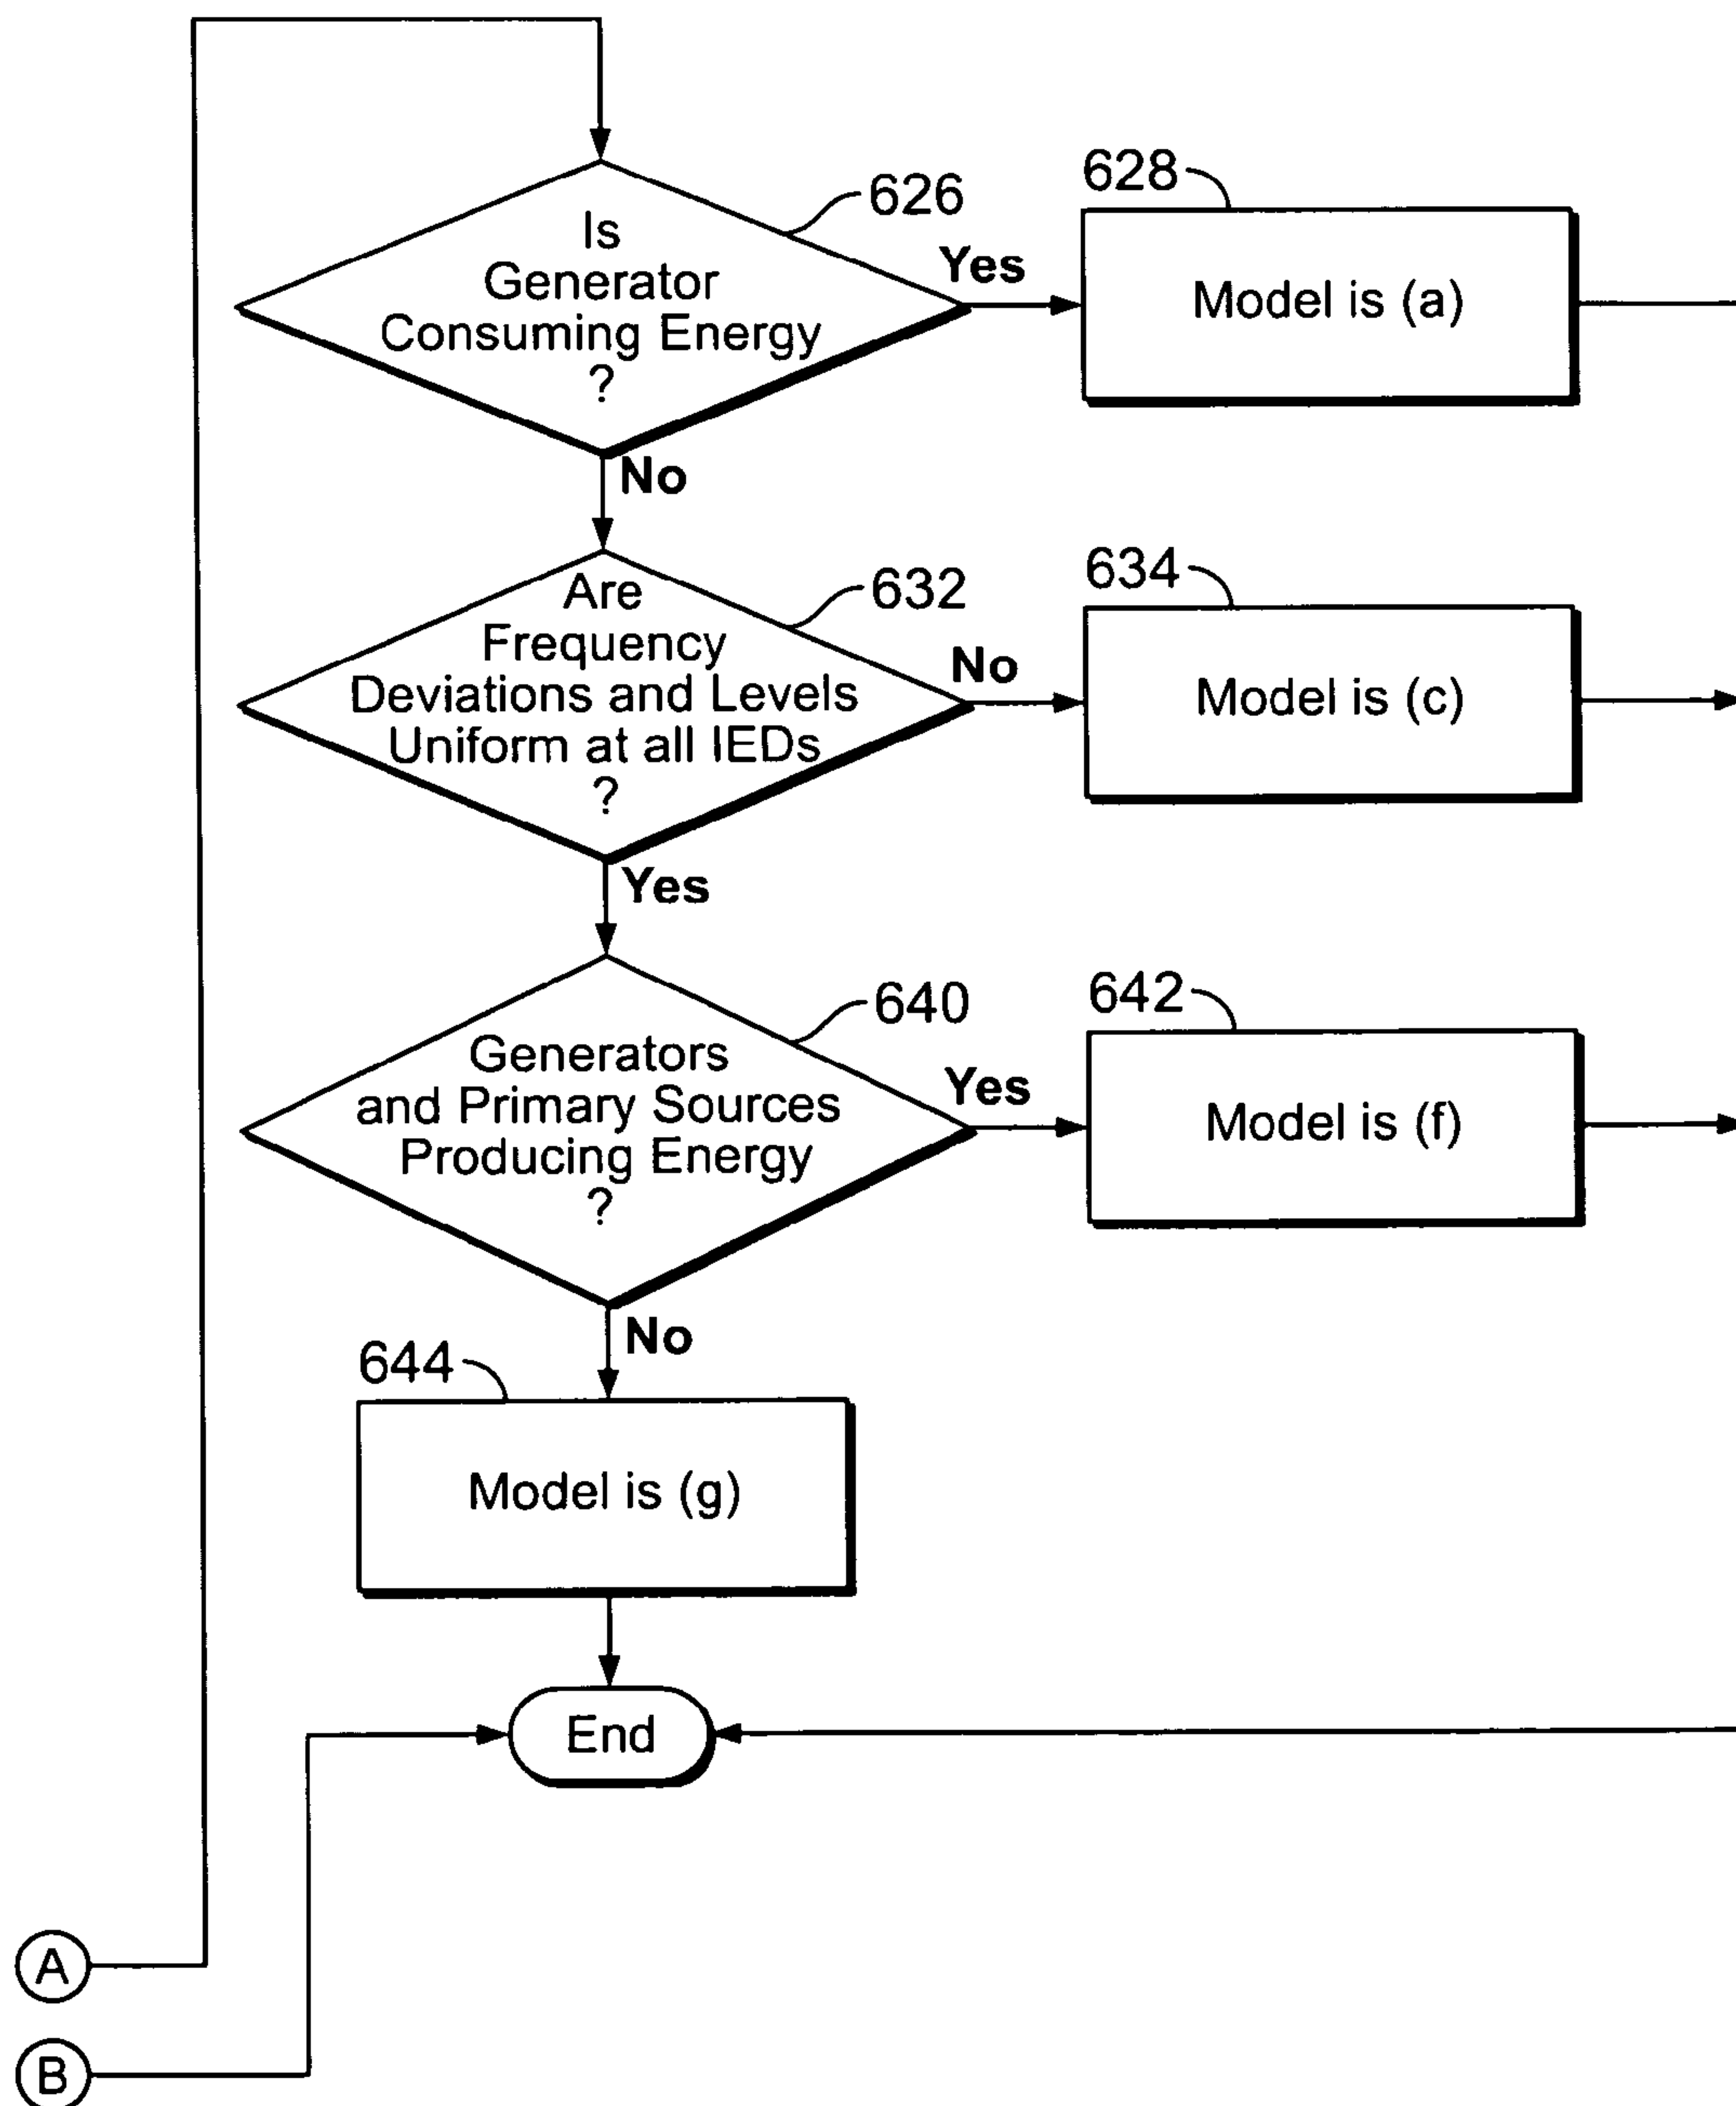 626
Is
Generator
Consuming Energy
?
Yes
628
Model is (a)
No
632
Are
Frequency
Deviations and Levels
Uniform at all IEDs
?
No
634
Model is (c)
Yes
640
Generators
and Primary Sources
Producing Energy
?
Yes
642
Model is (f)
No
644
Model is (g)
End
A
B